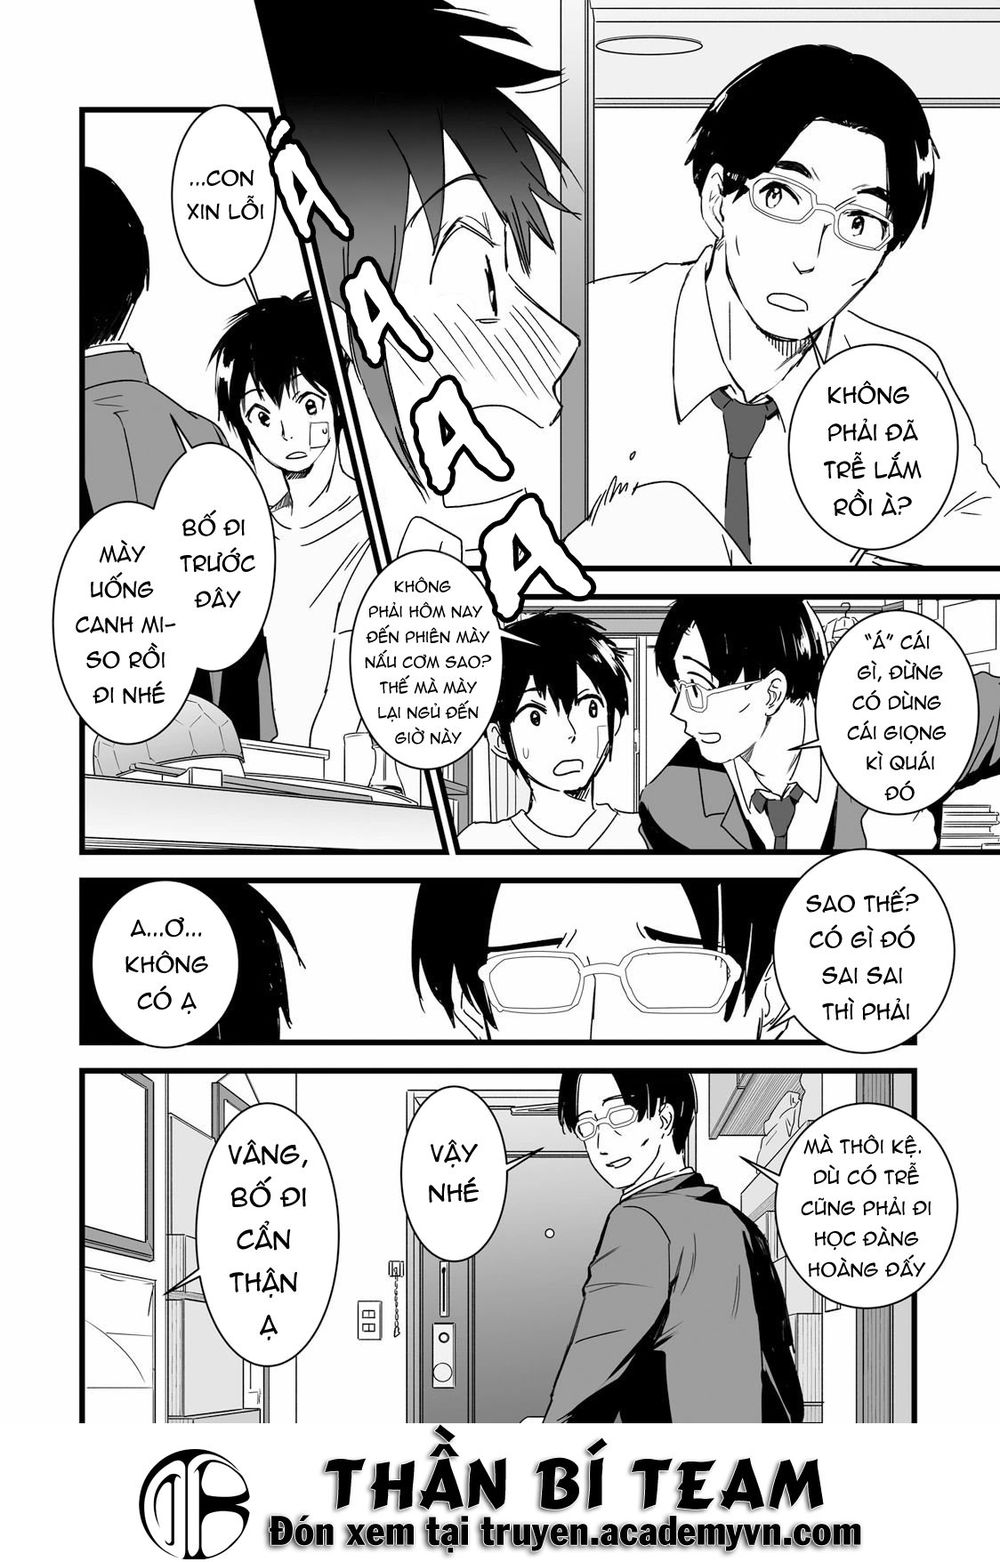 KHÔNG
PHẢI ĐÃ
TRỄ LẮM
RỒI À?
Á
A
A
A
A
...CON
XIN LỖI
BỐ ĐI
TRƯỚC
ĐÂY
MÀY
UỐNG
CANH MI-
SO RỒI
ĐI NHÉ
"Á" CÁI
GÌ, ĐỪNG
CÓ DÙNG
CÁI GIỌNG
KÌ QUÁI
ĐÓ
KHÔNG
PHẢI HÔM NAY
ĐẾN PHIÊN MÀY
NẤU CƠM SAO?
THẾ MÀ MÀY
LẠI NGỦ ĐẾN
GIỜ NÀY
SAO THẾ?
CÓ GÌ ĐÓ
SAI SAI
THÌ PHẢI
A...Ơ...
KHÔNG
CÓ Ạ
MÀ THÔI KỆ.
DÙ CÓ TRỄ
CŨNG PHẢI ĐI
HỌC ĐÀNG
HOÀNG ĐẤY
VẬY
NHÉ
VÂNG,
BỐ ĐI
CẨN
THẬN
Ạ
THẦN BÍ TEAM
Đón xem tại truyen.academyvn.com